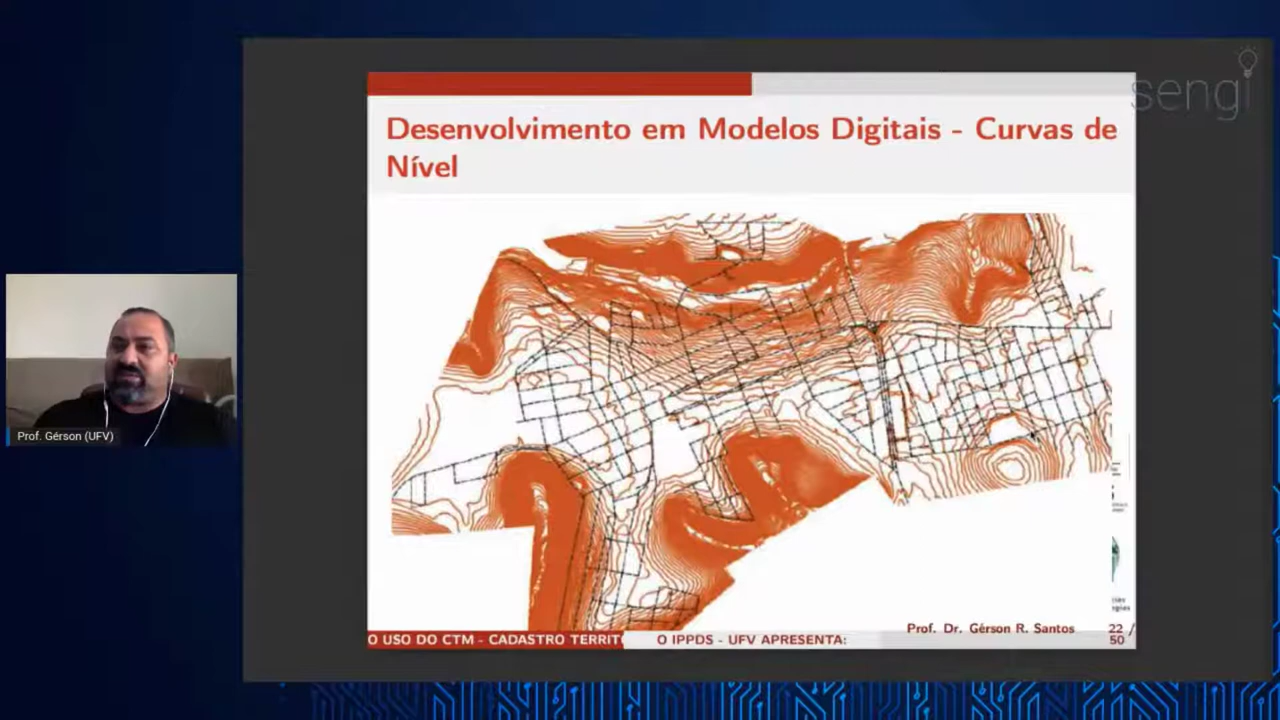 sengi
Desenvolvimento em Modelos Digitais - Curvas de
Nível
Prof. Gérson (UFV)
Prof. Dr. Gérson R. Santos
22 /
50
O USO DO CTM - CADASTRO TERRIT
O IPPDS - UFV APRESENTA: